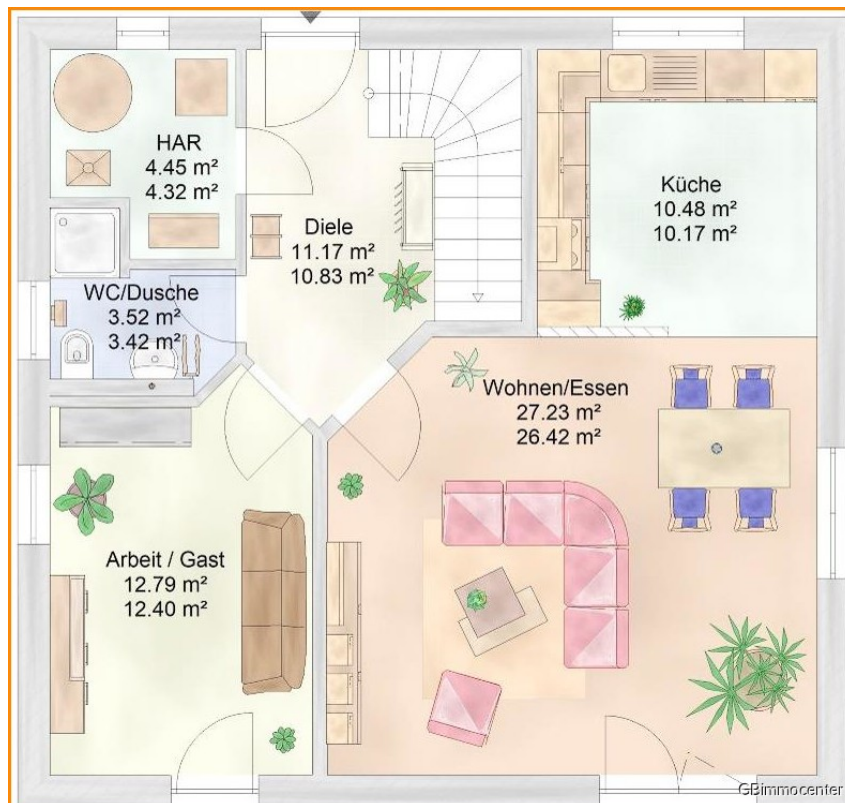 HAR
4.45 m²
4.32 m²
Küche
10.48 m²
10.17 m²
Diele
11.17 m²
10.83 m²
WC/Dusche
3.52 m²
3.42 m²
Wohnen/Essen
27.23 m²
26.42 m²
Arbeit / Gast
12.79 m²
12.40 m²
GBimmocenter